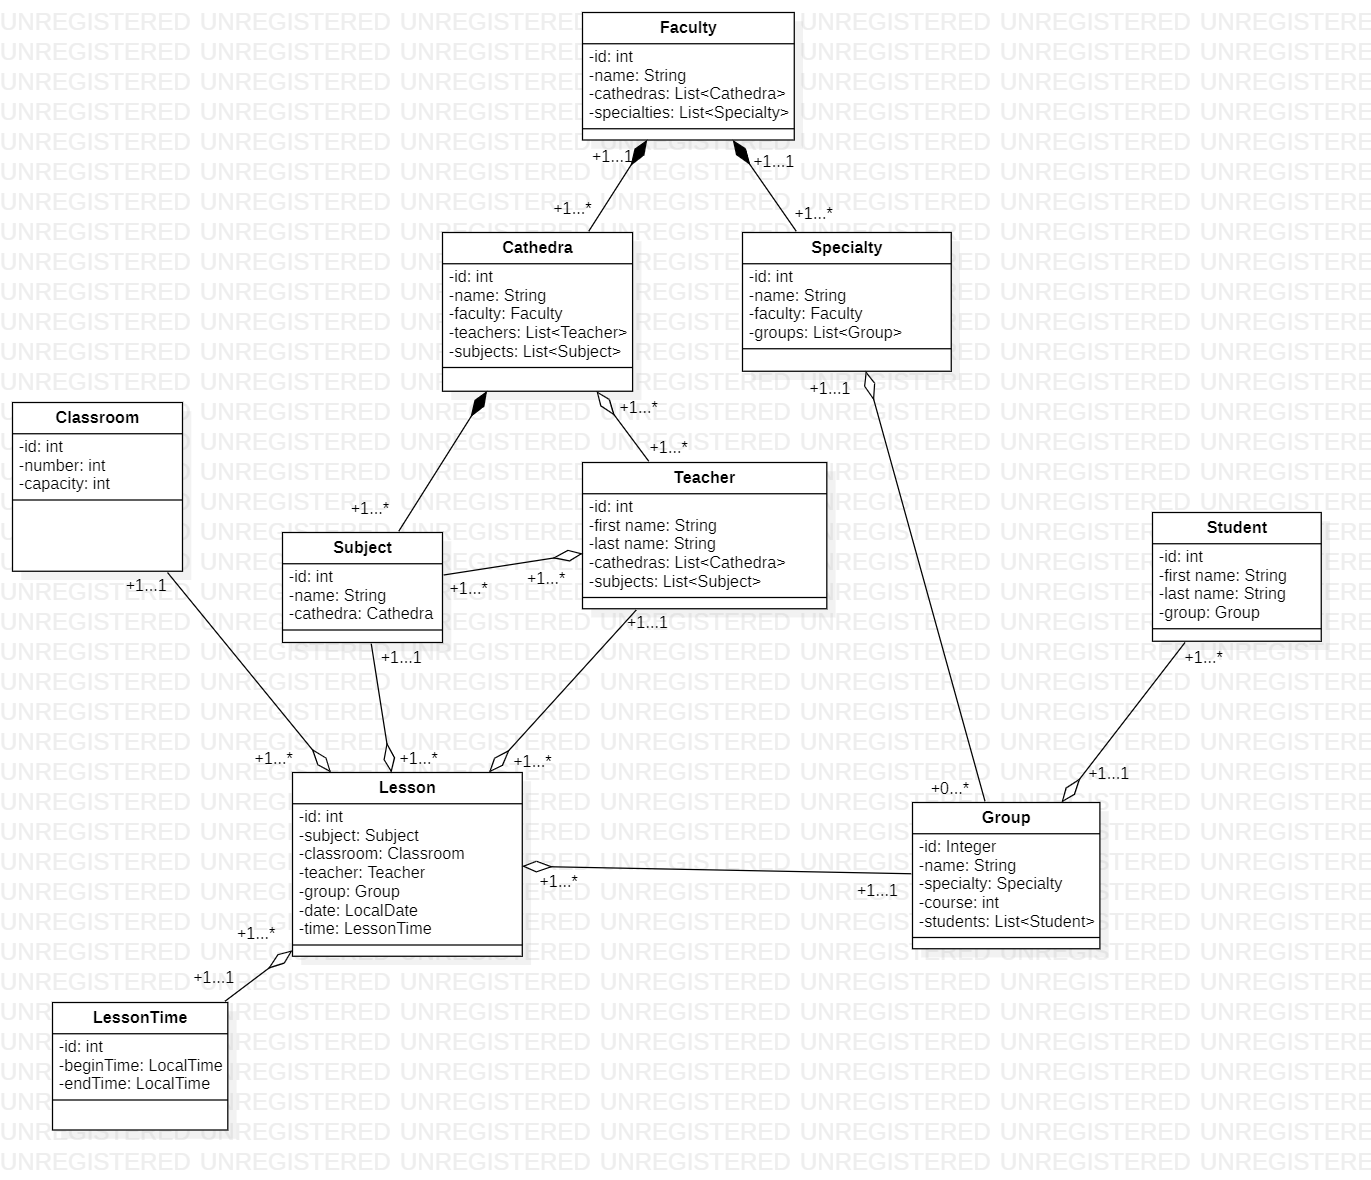 Faculty
-id: int
-name: String
-cathedras: List<Cathedra>
-specialties: List<Specialty>
+1...1
+1...1
+1...*
+1...*
Cathedra
-id: int
-name: String
-faculty: Faculty
-teachers: List<Teacher>
-subjects: List<Subject>
Specialty
-id: int
-name: String
-faculty: Faculty
-groups: List<Group>
+1...1
+1...*
+1...*
+1...*
Classroom
-id: int
-number: int
-capacity: int
+1...1
Teacher
-id: int
-first name: String
-last name: String
-cathedras: List<Cathedra>
-subjects: List<Subject>
+1...1
Subject
-id: int
-name: String
-cathedra: Cathedra
+1...*
+1...*
+1...1
Student
-id: int
-first name: String
-last name: String
-group: Group
+1...*
+1...*
+1...*
+1...*
+1...1
+0...*
Lesson
-id: int
-subject: Subject
-classroom: Classroom
-teacher: Teacher
-group: Group
-date: LocalDate
-time: LessonTime
+1...*
+1...1
Group
-id: Integer
-name: String
-specialty: Specialty
-course: int
-students: List<Student>
+1...*
+1...1
LessonTime
-id: int
-beginTime: LocalTime
-endTime: LocalTime
UNREGISTERED UNREGISTERED UNREGISTERED UNREGISTERED UNREGISTERED UNREGISTERED